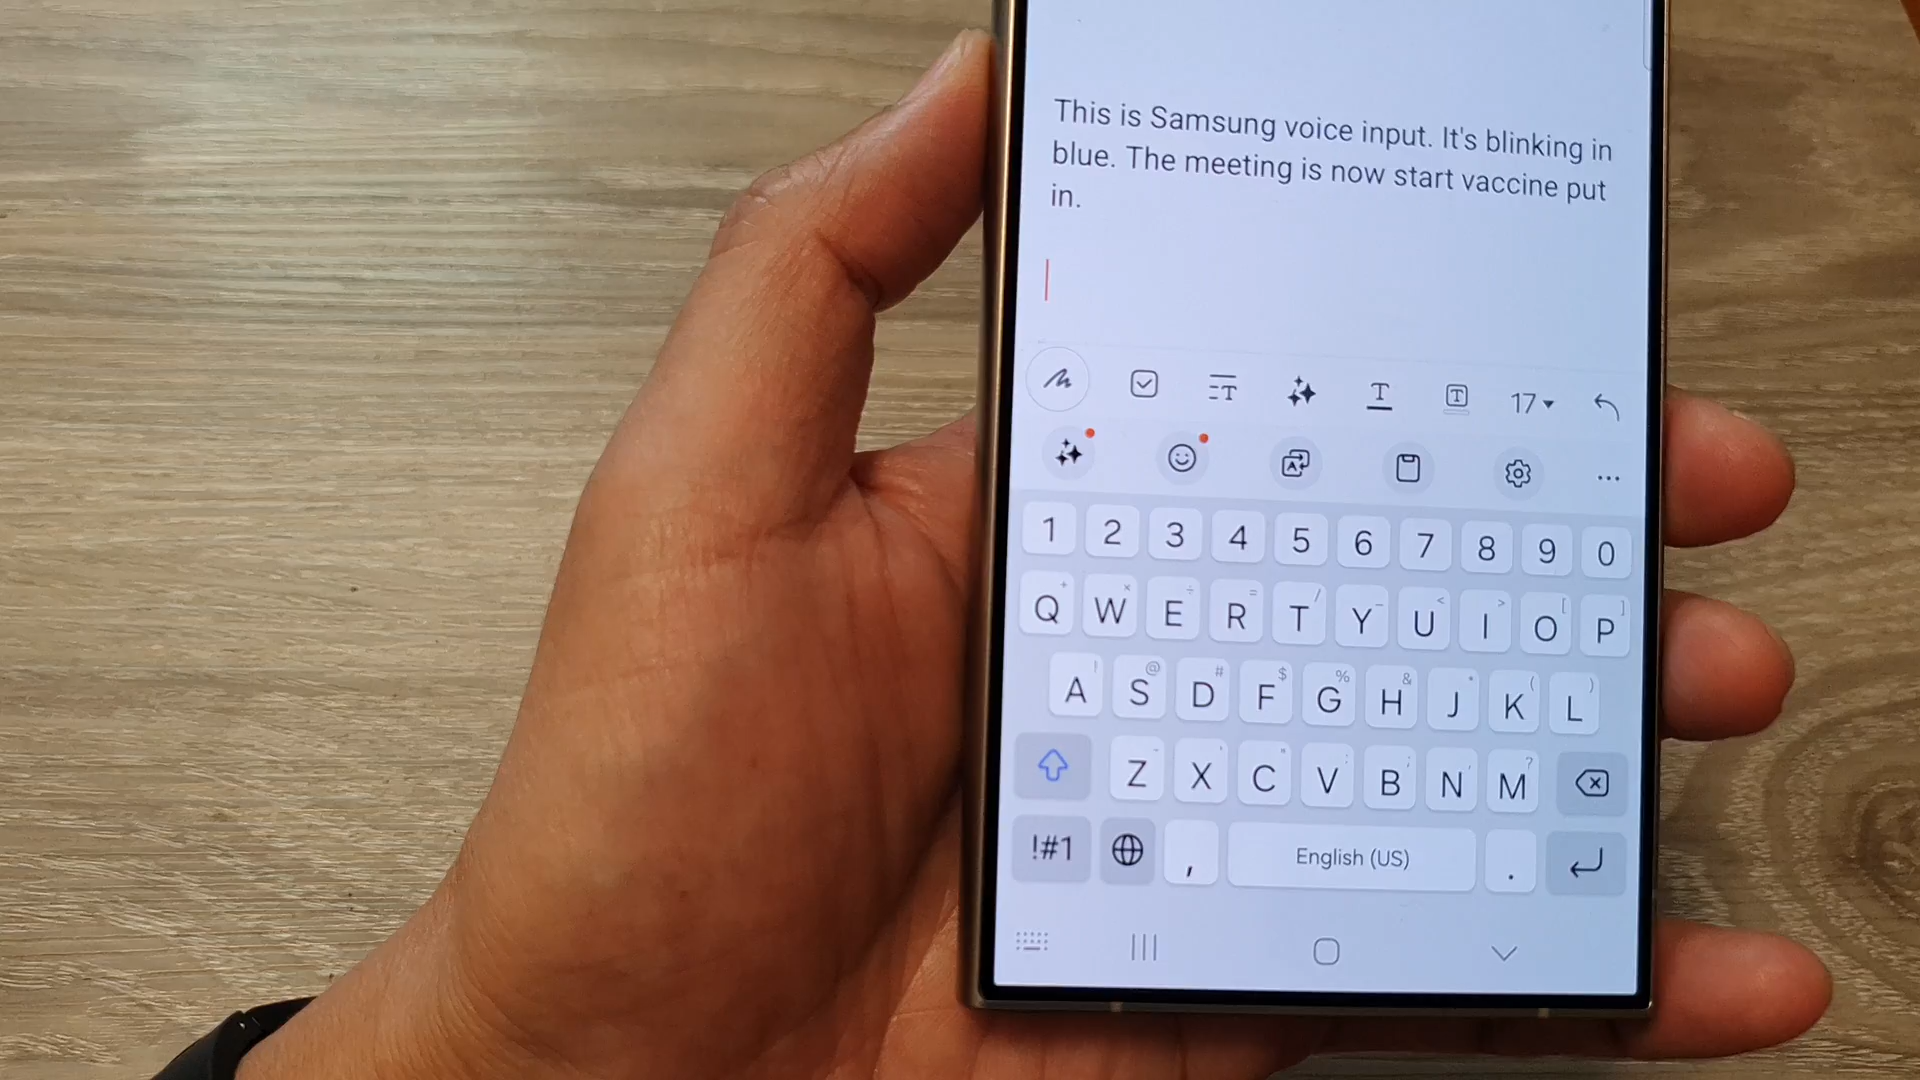 This is Samsung voice input. It's blinking in
blue. The meeting is now start vaccine put
in.
T T T 17
A
1 2 3 4 5 6 7 8 9 0
+ × ÷ = / _ < > [ ]
Q W E R T Y U I O P
! @ # $ % & * ( )
A S D F G H J K L
- ' " : ; , ?
Z X C V B N M
!#1 , English (US) .